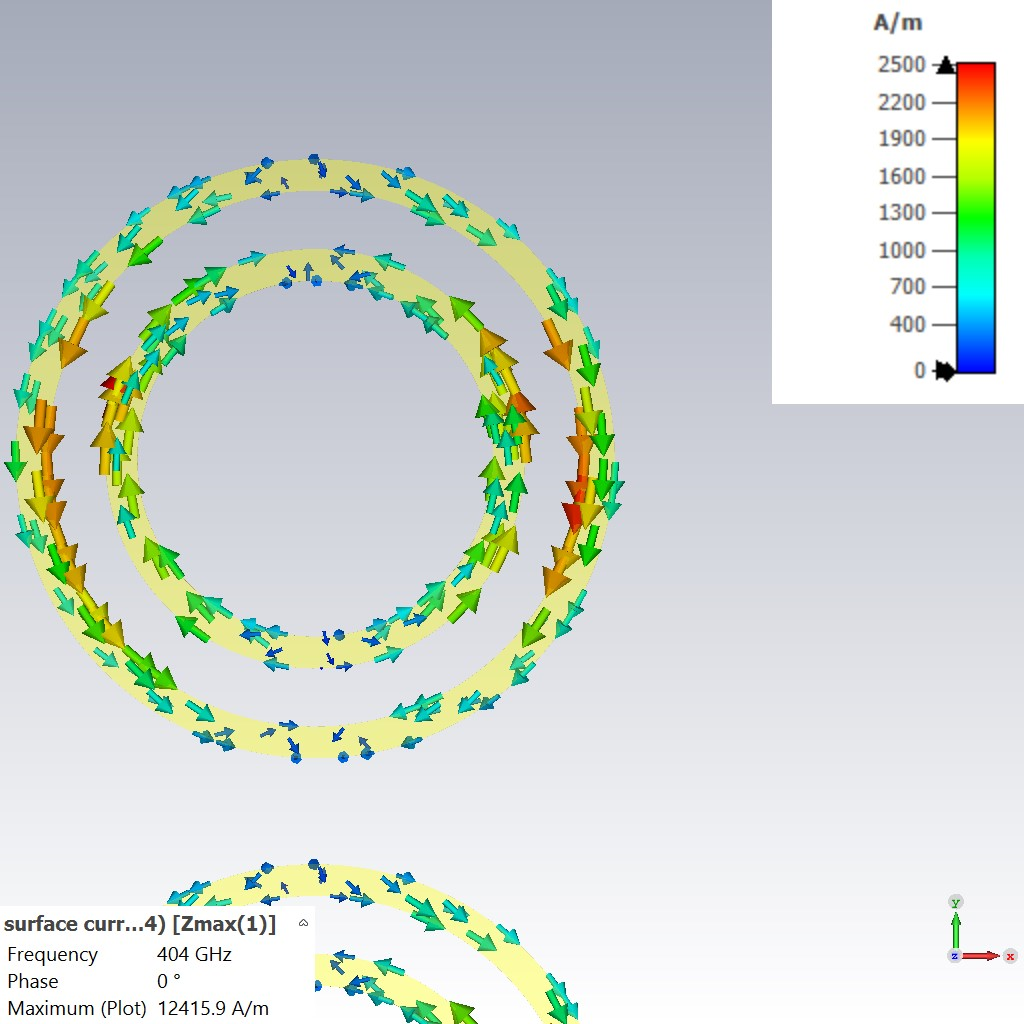 A/m
2500
2200
1900
1600
1300
1000
700
400
0
y
z x
surface curr...4) [Zmax(1)]
Frequency 404 GHz
Phase 0 °
Maximum (Plot) 12415.9 A/m